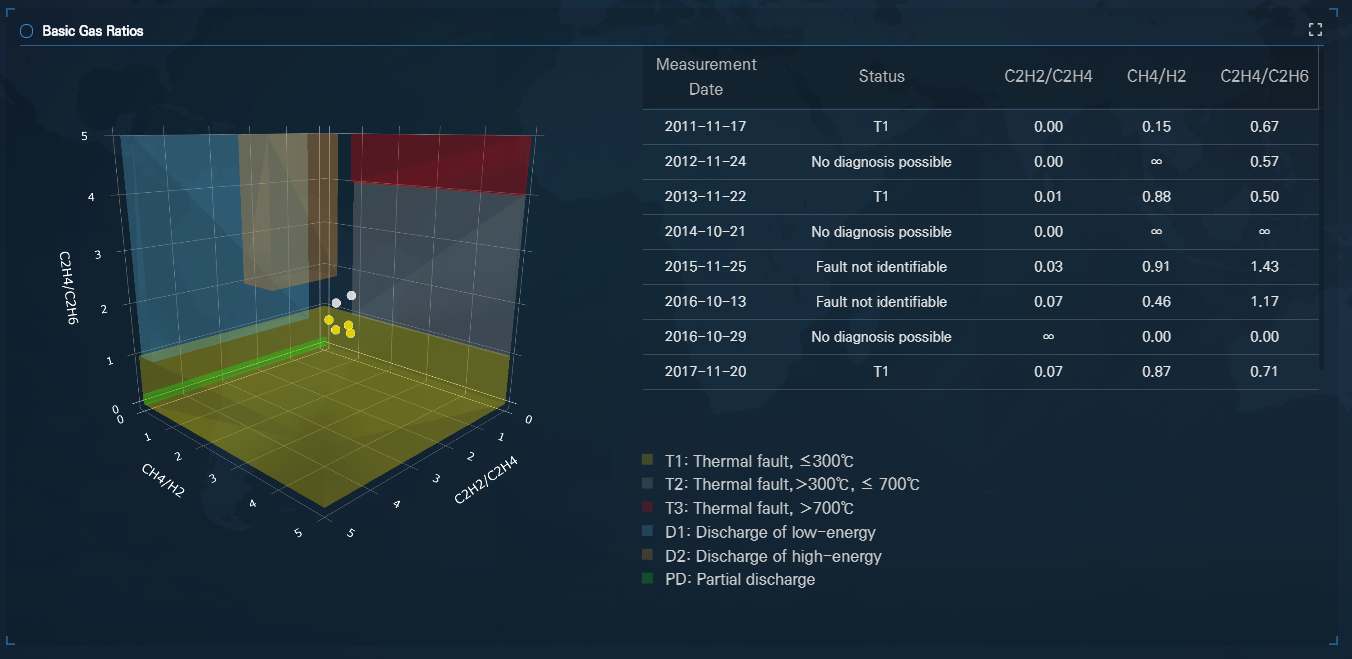 Basic Gas Ratios
5
4
3
2
1
0
C2H4/C2H6
0
1
2
3
4
5
CH4/H2
0
1
2
3
4
5
C2H2/C2H4
Measurement Date Status C2H2/C2H4 CH4/H2 C2H4/C2H6
2011-11-17 T1 0.00 0.15 0.67
2012-11-24 No diagnosis possible 0.00 ∞ 0.57
2013-11-22 T1 0.01 0.88 0.50
2014-10-21 No diagnosis possible 0.00 ∞ ∞
2015-11-25 Fault not identifiable 0.03 0.91 1.43
2016-10-13 Fault not identifiable 0.07 0.46 1.17
2016-10-29 No diagnosis possible ∞ 0.00 0.00
2017-11-20 T1 0.07 0.87 0.71
T1: Thermal fault, ≤300℃
T2: Thermal fault,>300℃, ≤ 700℃
T3: Thermal fault, >700℃
D1: Discharge of low-energy
D2: Discharge of high-energy
PD: Partial discharge